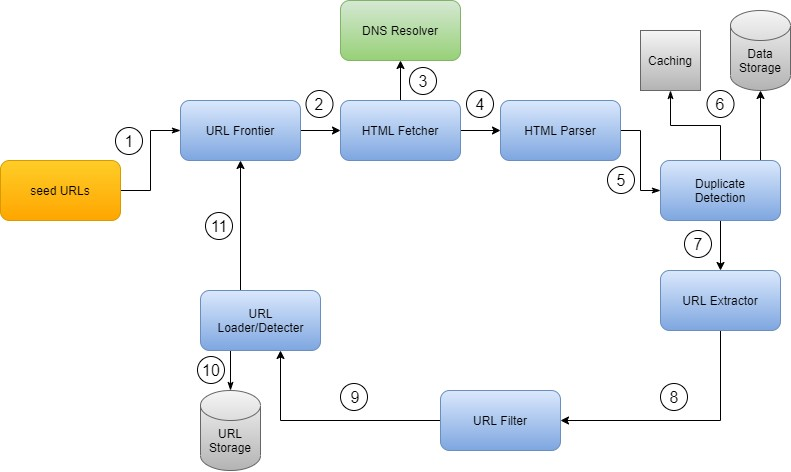 DNS Resolver
Caching
Data
Storage
3
6
2
4
1
URL Frontier
HTML Fetcher
HTML Parser
5
seed URLs
Duplicate
Detection
11
7
URL
Loader/Detecter
URL Extractor
10
9
8
URL Filter
URL
Storage